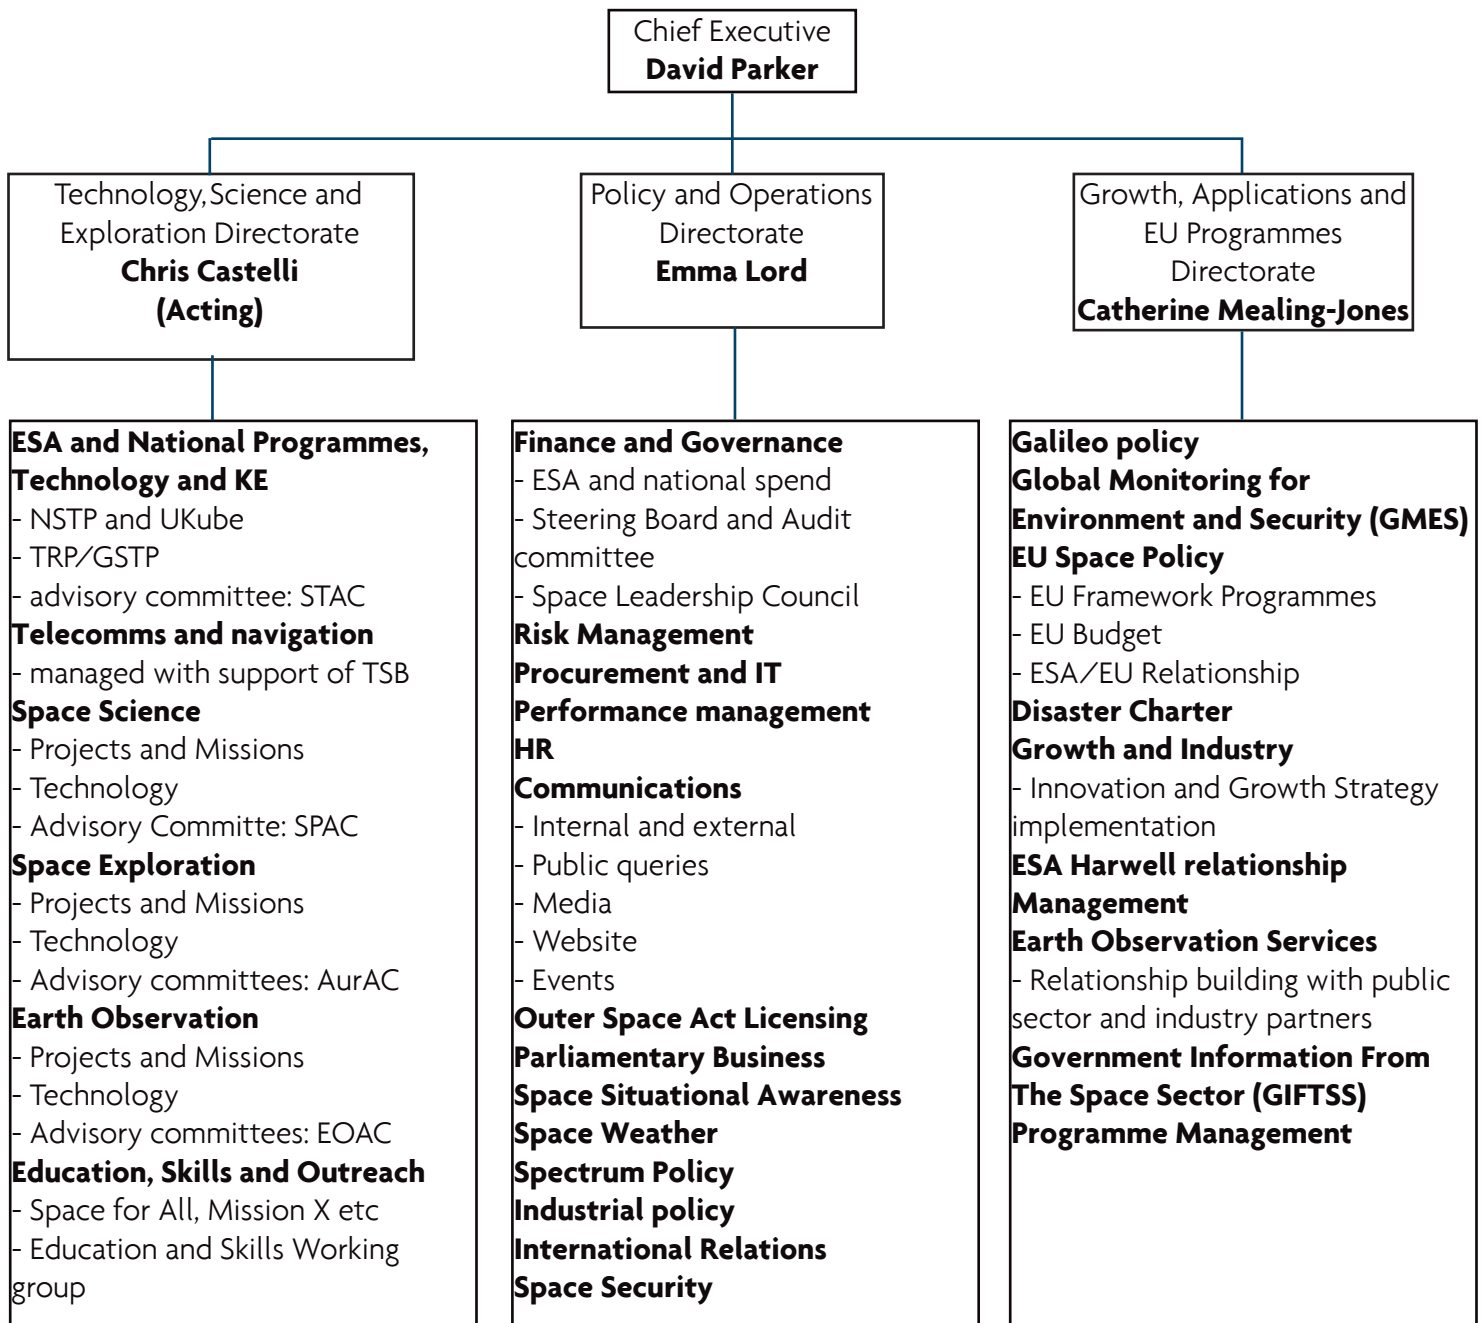 Chief Executive
David Parker
Technology,Science and
Exploration Directorate
Chris Castelli
(Acting)
Policy and Operations
Directorate
Emma Lord
Growth, Applications and
EU Programmes
Directorate
Catherine Mealing-Jones
ESA and National Programmes,
Technology and KE
- NSTP and UKube
- TRP/GSTP
- advisory committee: STAC
Telecomms and navigation
- managed with support of TSB
Space Science
- Projects and Missions
- Technology
- Advisory Committe: SPAC
Space Exploration
- Projects and Missions
- Technology
- Advisory committees: AurAC
Earth Observation
- Projects and Missions
- Technology
- Advisory committees: EOAC
Education, Skills and Outreach
- Space for All, Mission X etc
- Education and Skills Working
group
Finance and Governance
- ESA and national spend
- Steering Board and Audit
committee
- Space Leadership Council
Risk Management
Procurement and IT
Performance management
HR
Communications
- Internal and external
- Public queries
- Media
- Website
- Events
Outer Space Act Licensing
Parliamentary Business
Space Situational Awareness
Space Weather
Spectrum Policy
Industrial policy
International Relations
Space Security
Galileo policy
Global Monitoring for
Environment and Security (GMES)
EU Space Policy
- EU Framework Programmes
- EU Budget
- ESA/EU Relationship
Disaster Charter
Growth and Industry
- Innovation and Growth Strategy
implementation
ESA Harwell relationship
Management
Earth Observation Services
- Relationship building with public
sector and industry partners
Government Information From
The Space Sector (GIFTSS)
Programme Management